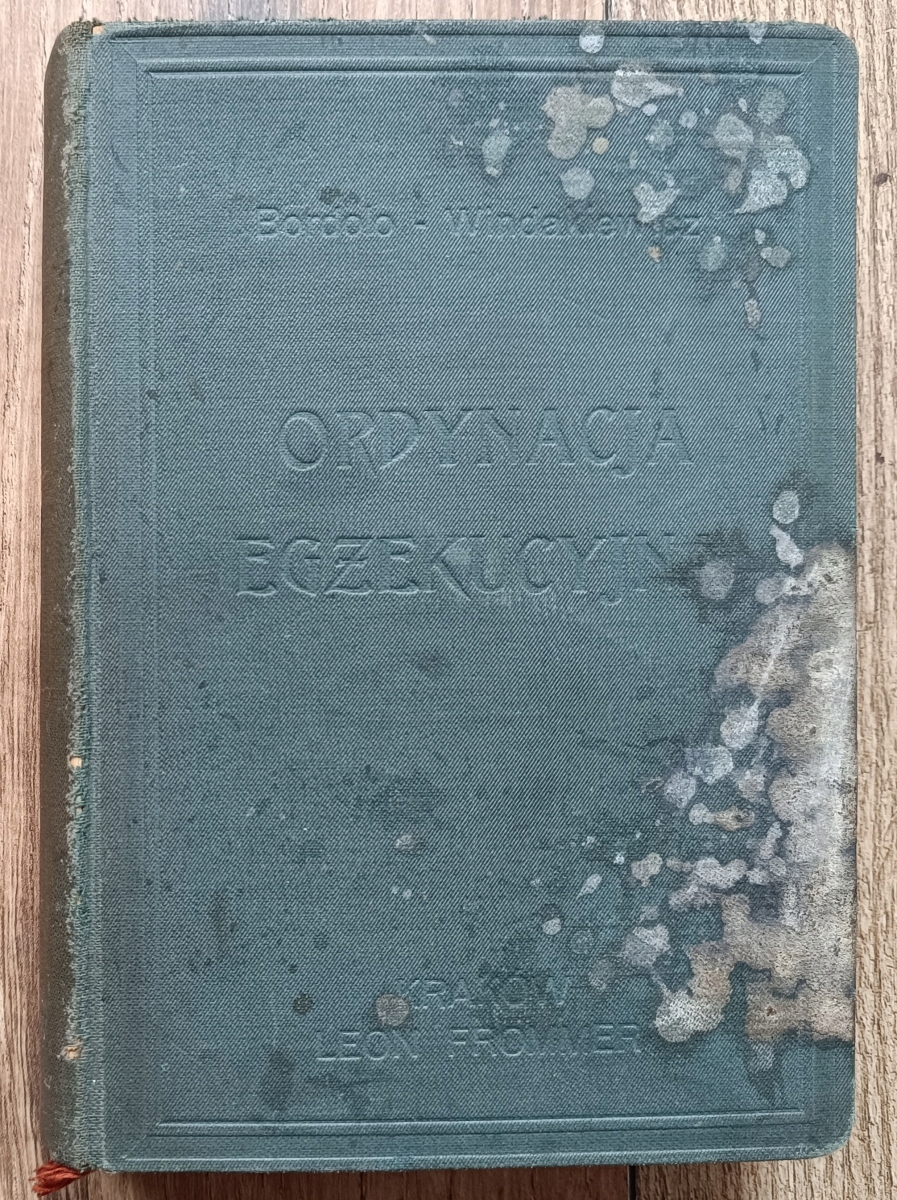 Bordolo - Windakiewicz
ORDYNACJA
EGZEKUCYJNA
KRAKÓW
LEON FROMMER